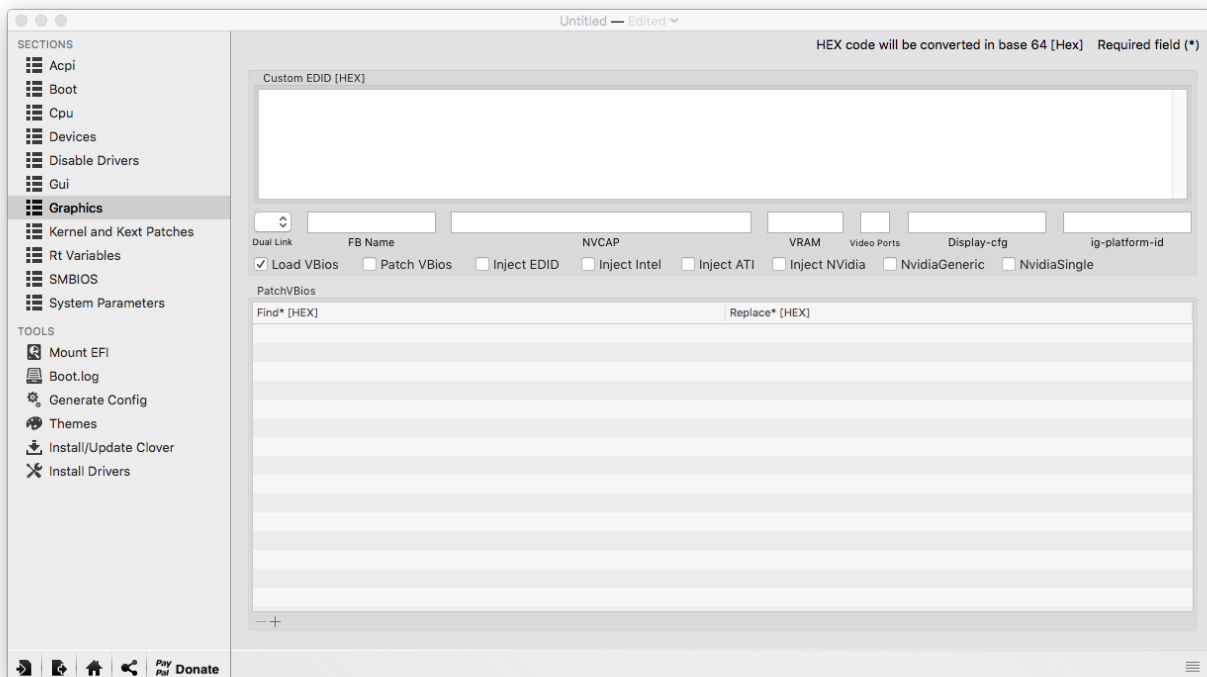 Untitled — Edited
SECTIONS
Acpi
Boot
Cpu
Devices
Disable Drivers
Gui
Graphics
Kernel and Kext Patches
Rt Variables
SMBIOS
System Parameters
TOOLS
Mount EFI
Boot.log
Generate Config
Themes
Install/Update Clover
Install Drivers
Pay Pal Donate
HEX code will be converted in base 64 [Hex] Required field (*)
Custom EDID [HEX]
Dual Link FB Name NVCAP VRAM Video Ports Display-cfg ig-platform-id
Load VBios Patch VBios Inject EDID Inject Intel Inject ATI Inject NVidia NvidiaGeneric NvidiaSingle
PatchVBios
Find* [HEX] Replace* [HEX]